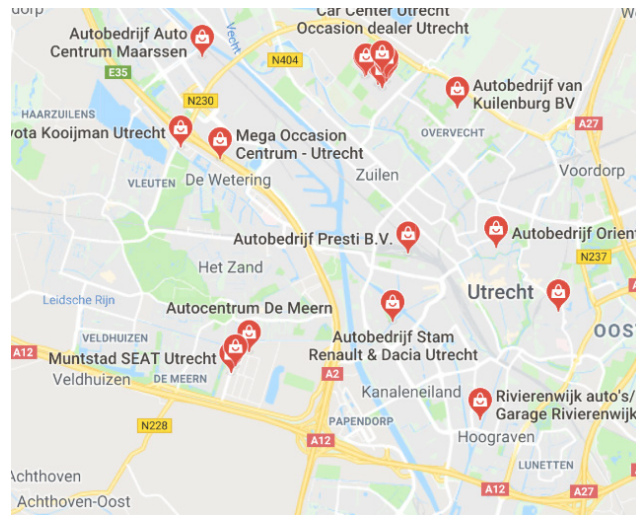 dorp
Car Center Utrecht
Occasion dealer Utrecht
Autobedrijf Auto
Centrum Maarssen
Vecht
N404
E35
N230
Autobedrijf van
Kuilenburg BV
HAARZUILENS
A27
OVERVECHT
yota Kooijman Utrecht
Mega Occasion
Centrum - Utrecht
VLEUTEN
De Wetering
Zuilen
Voordorp
Autobedrijf Presti B.V.
Autobedrijf Orient
N237
Het Zand
Leidsche Rijn
Utrecht
Autocentrum De Meern
VELDHUIZEN
Autobedrijf Stam
Renault & Dacia Utrecht
OOS
A12
Muntstad SEAT Utrecht
Veldhuizen
DE MEERN
A2
Kanaleneiland
Rivierenwijk auto's/
Garage Rivierenwijk
N228
PAPENDORP
A12
Hoograven
LUNETTEN
Achthoven
A12
A27
Achthoven-Oost